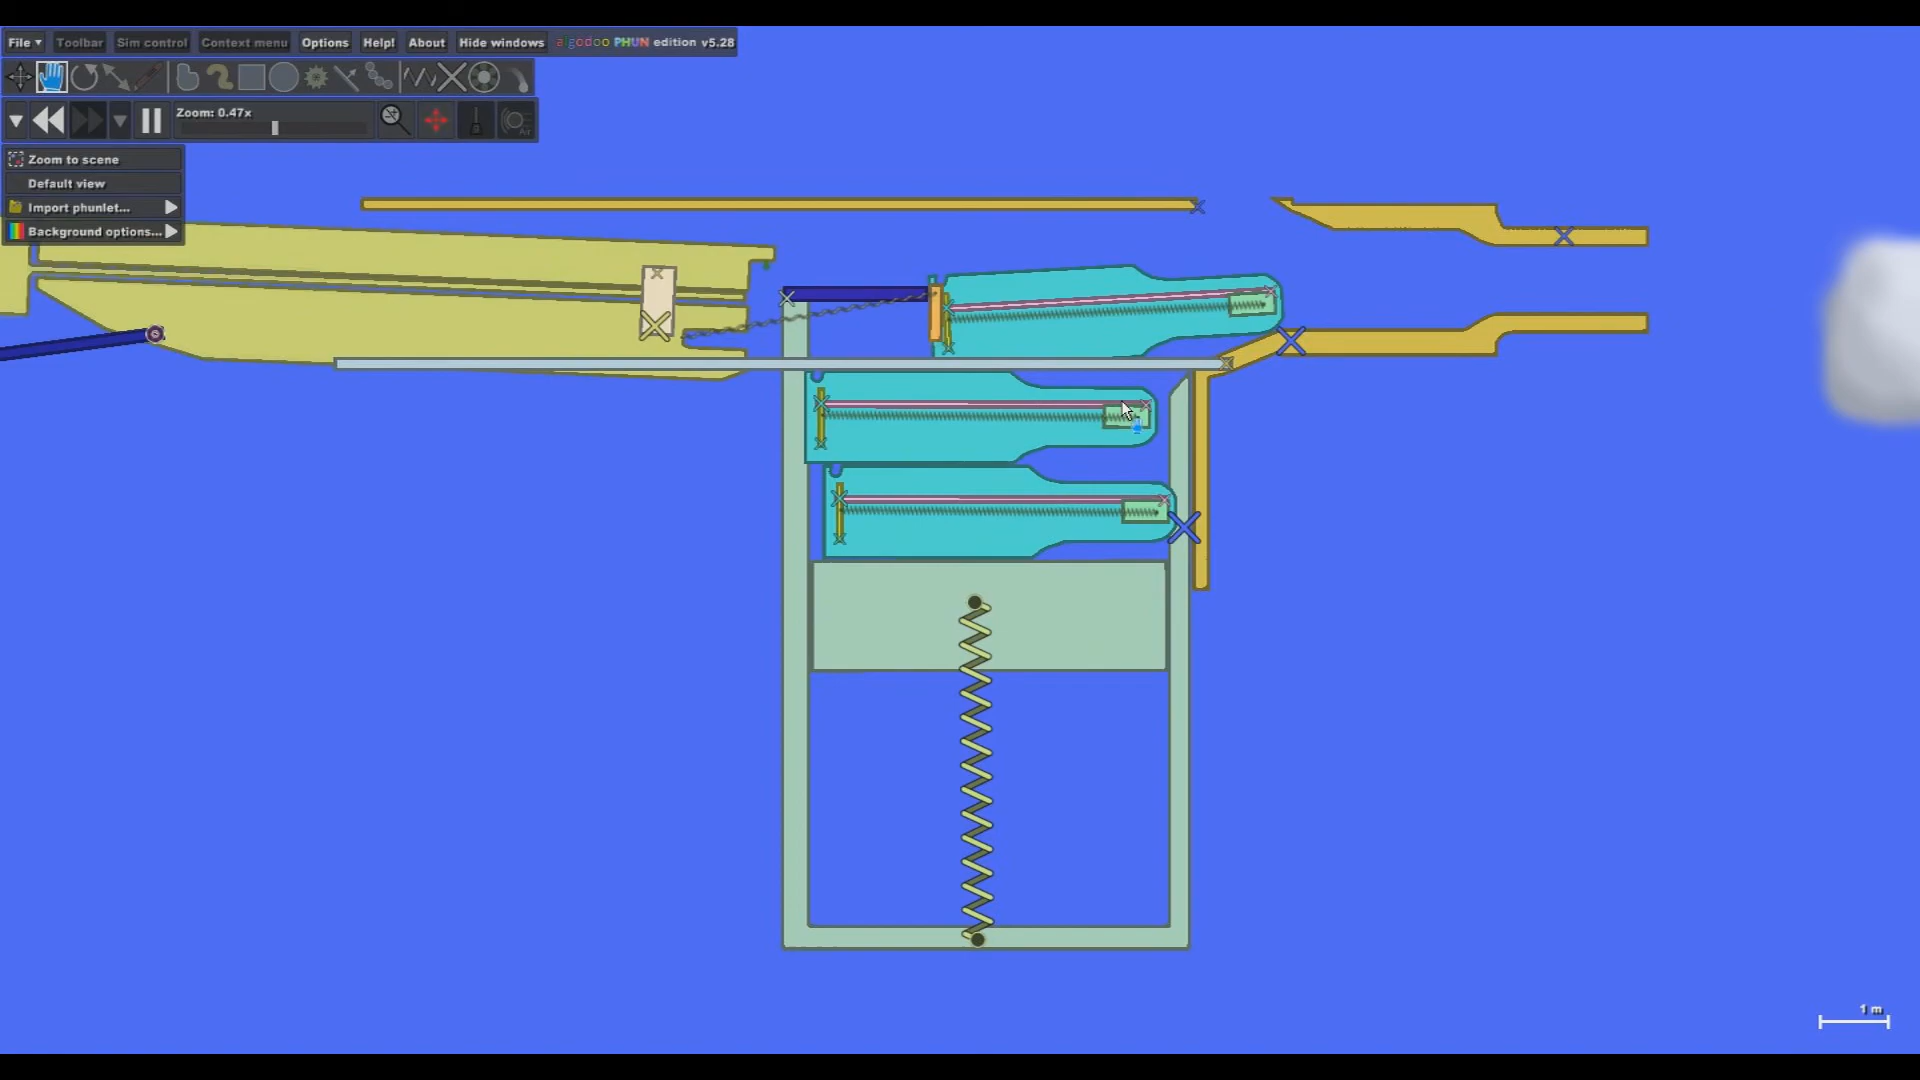 File Toolbar Sim control Context menu Options Help! About Hide windows algodoo PHUN edition v5.28
Zoom: 0.47x
Air
Zoom to scene
Default view
Import phunlet...
Background options...
1 m